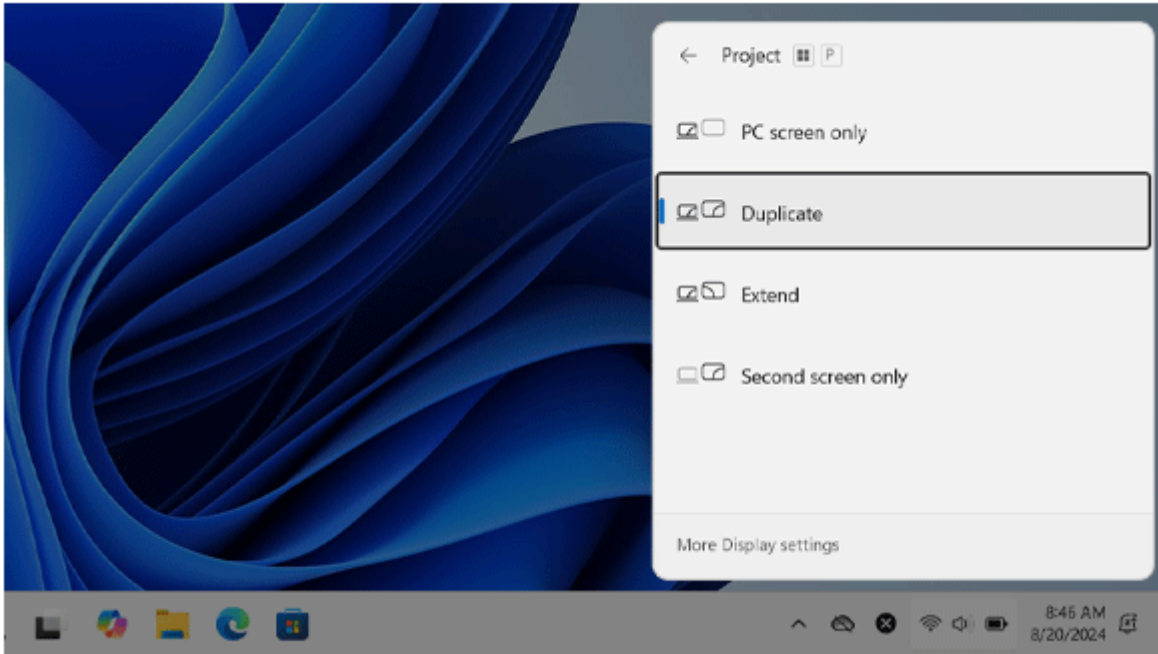 Project P
PC screen only
Duplicate
Extend
Second screen only
More Display settings
8:46 AM
8/20/2024